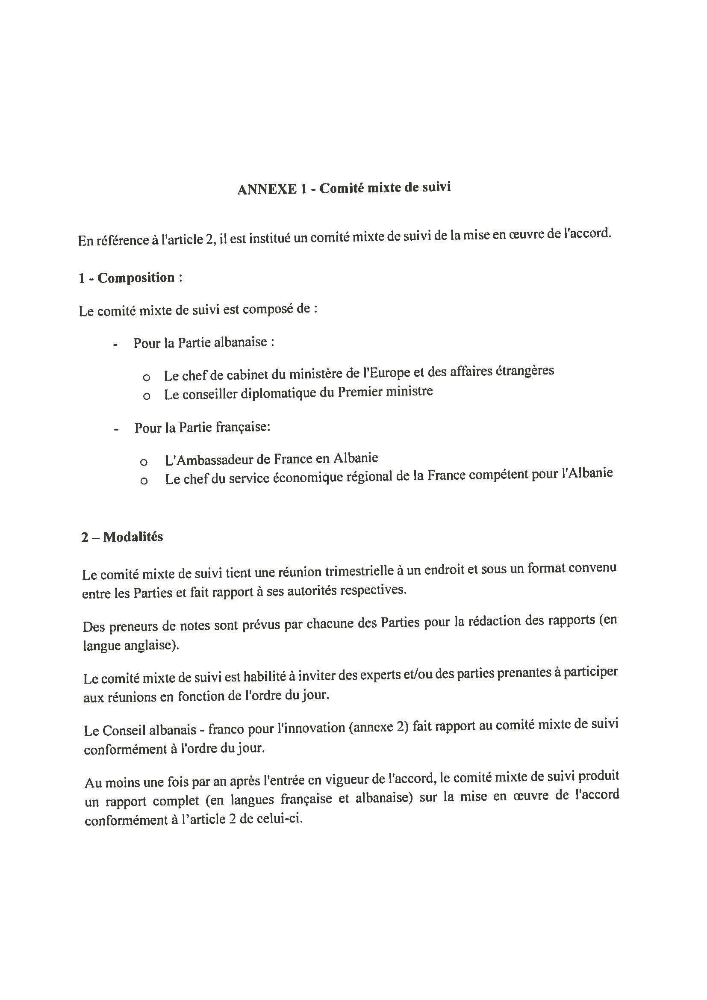 ANNEXE 1 - Comité mixte de suivi
En référence à l'article 2, il est institué un comité mixte de suivi de la mise en œuvre de l'accord.
1 - Composition :
Le comité mixte de suivi est composé de :
- Pour la Partie albanaise :
o Le chef de cabinet du ministère de l'Europe et des affaires étrangères
o Le conseiller diplomatique du Premier ministre
- Pour la Partie française:
o L'Ambassadeur de France en Albanie
o Le chef du service économique régional de la France compétent pour l'Albanie
2 – Modalités
Le comité mixte de suivi tient une réunion trimestrielle à un endroit et sous un format convenu
entre les Parties et fait rapport à ses autorités respectives.
Des preneurs de notes sont prévus par chacune des Parties pour la rédaction des rapports (en
langue anglaise).
Le comité mixte de suivi est habilité à inviter des experts et/ou des parties prenantes à participer
aux réunions en fonction de l'ordre du jour.
Le Conseil albanais - franco pour l'innovation (annexe 2) fait rapport au comité mixte de suivi
conformément à l'ordre du jour.
Au moins une fois par an après l'entrée en vigueur de l'accord, le comité mixte de suivi produit
un rapport complet (en langues française et albanaise) sur la mise en œuvre de l'accord
conformément à l’article 2 de celui-ci.